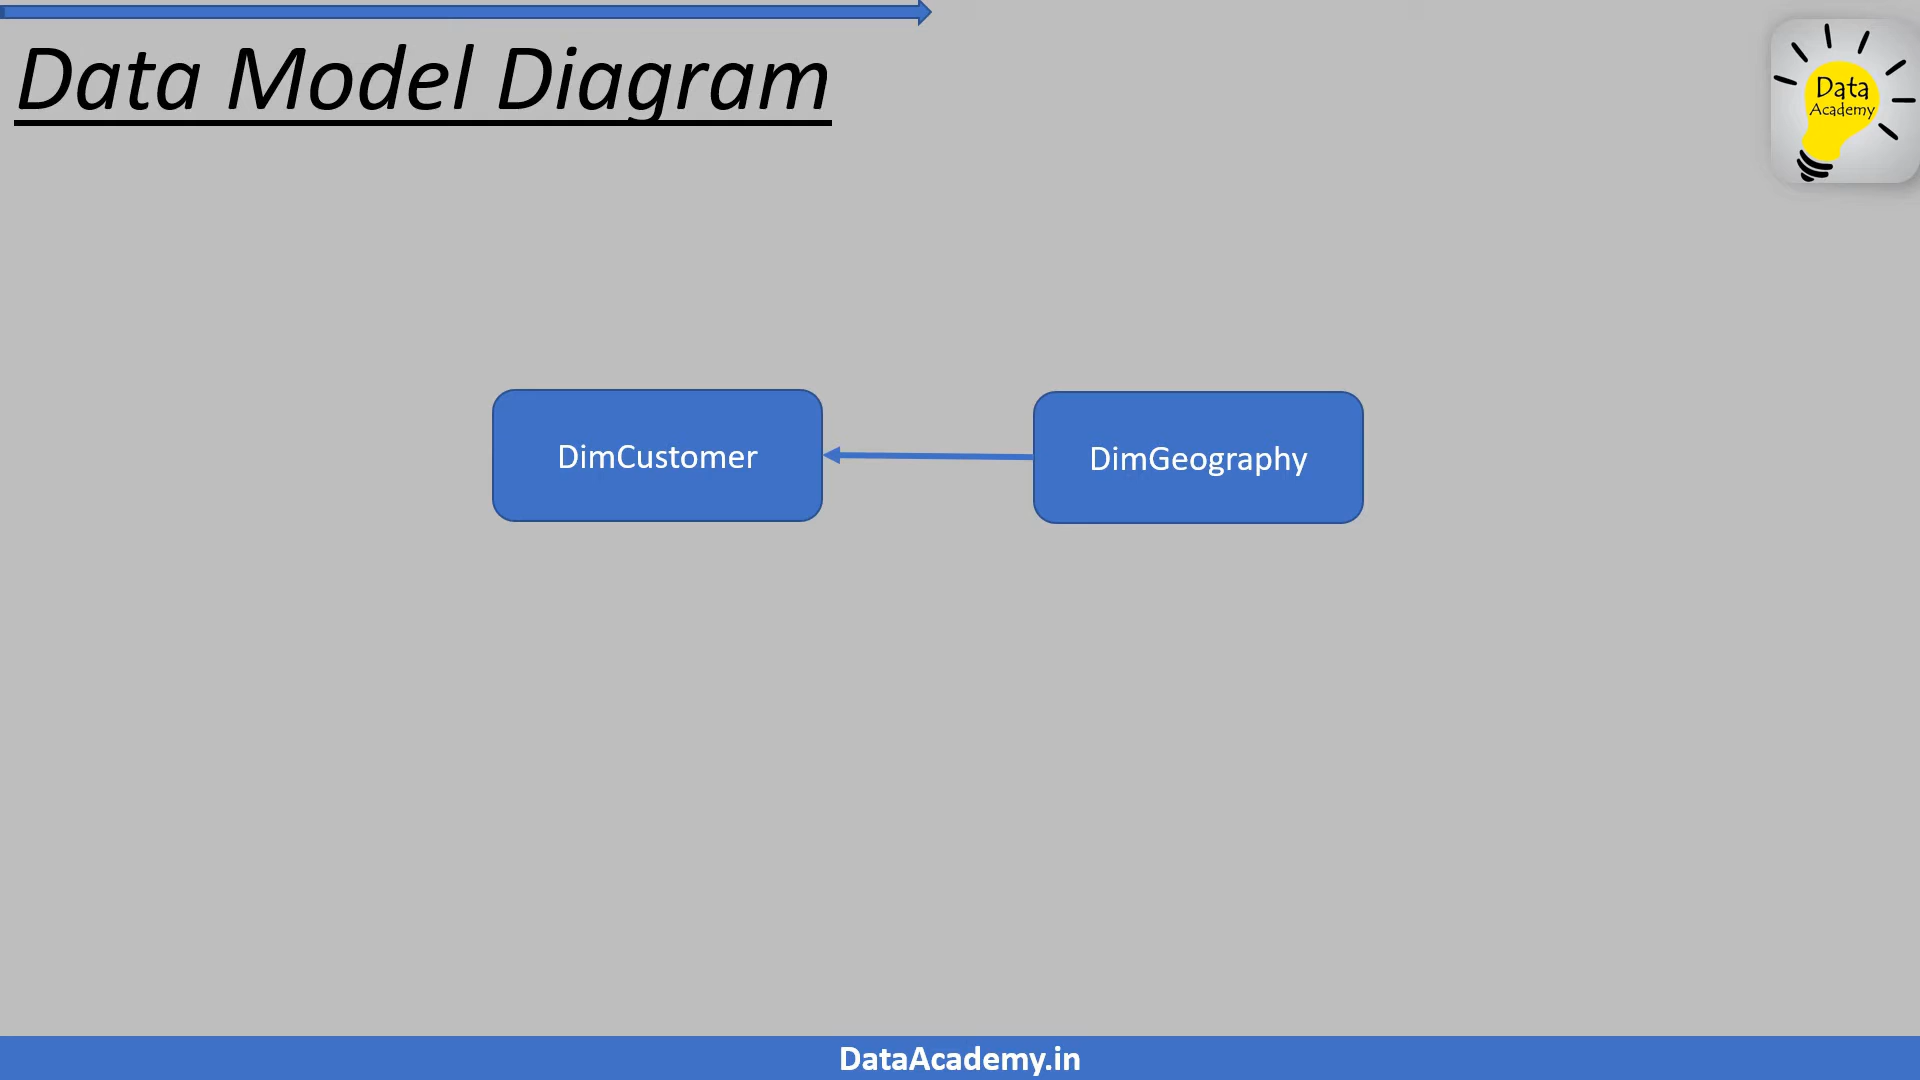 Data Model Diagram
Data
Academy
DimCustomer
DimGeography
DataAcademy.in